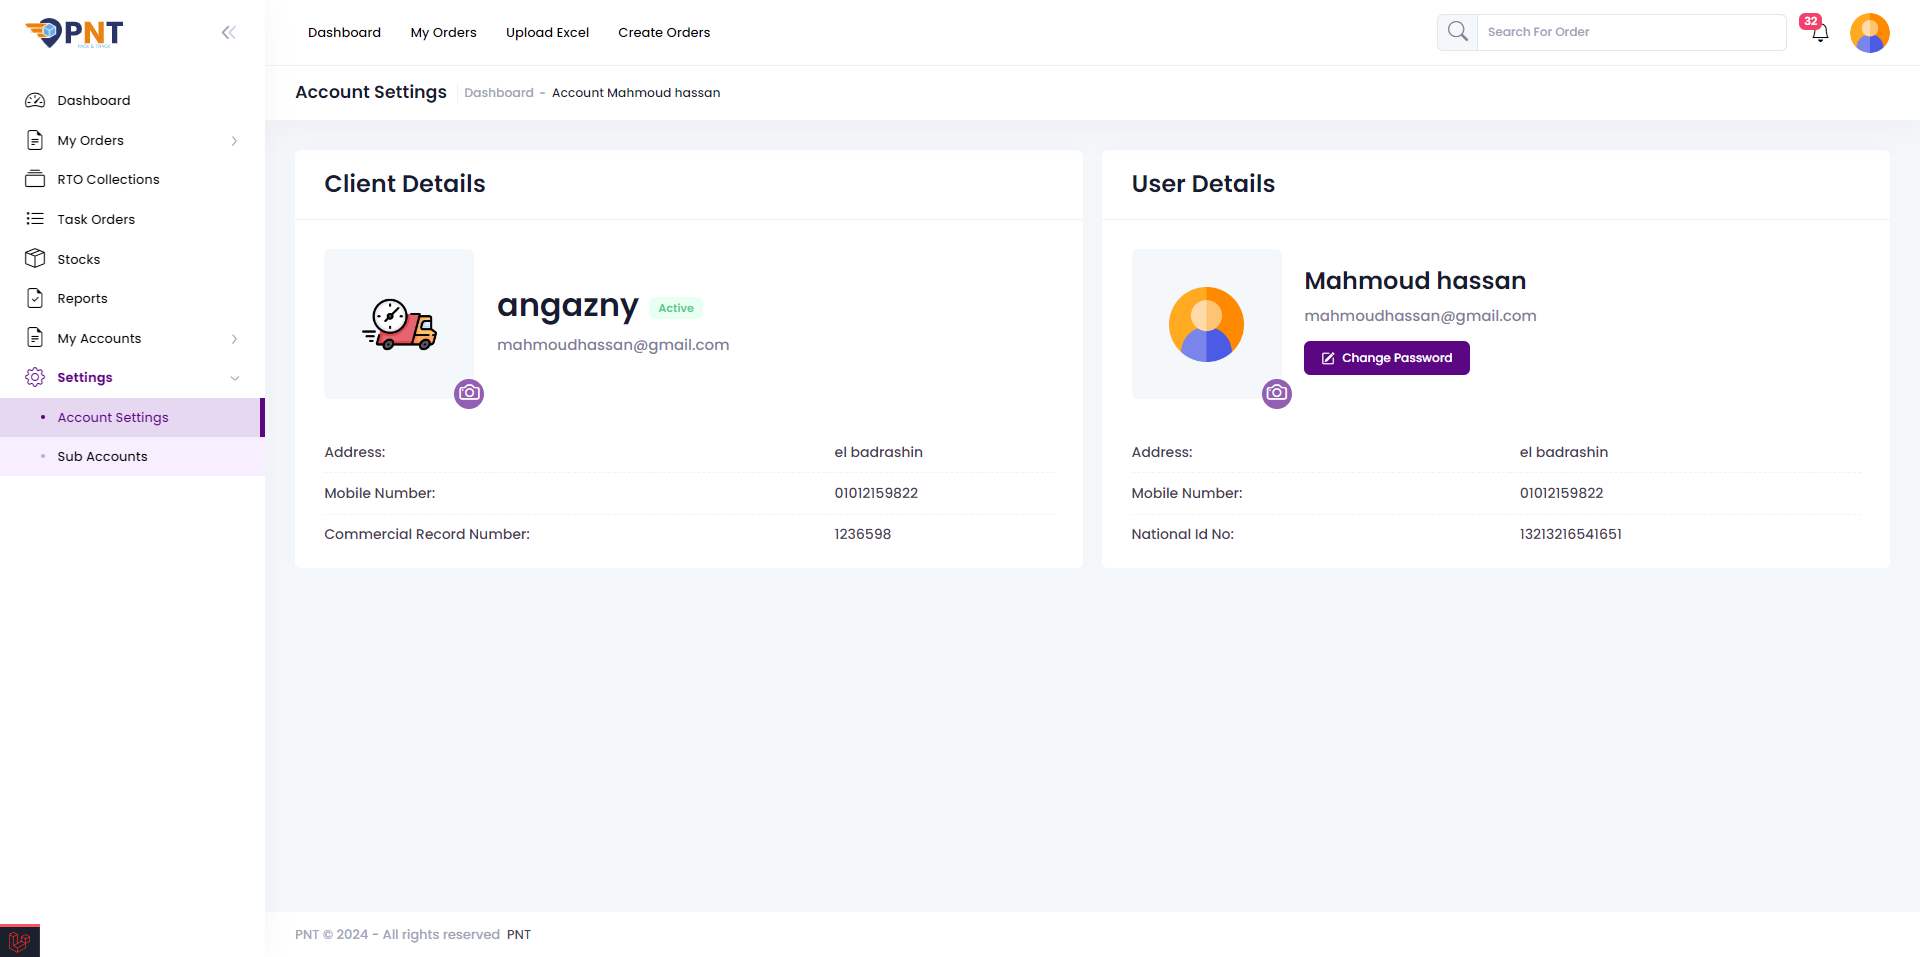 PNT
PACK & TRACK
Dashboard
My Orders
Upload Excel
Create Orders
Search For Order
32
Account Settings
Dashboard - Account Mahmoud hassan
Dashboard
My Orders
RTO Collections
Task Orders
Stocks
Reports
My Accounts
Settings
Account Settings
Sub Accounts
Client Details
angazny Active
mahmoudhassan@gmail.com
Address: el badrashin
Mobile Number: 01012159822
Commercial Record Number: 1236598
User Details
Mahmoud hassan
mahmoudhassan@gmail.com
Change Password
Address: el badrashin
Mobile Number: 01012159822
National Id No: 13213216541651
PNT © 2024 - All rights reserved PNT